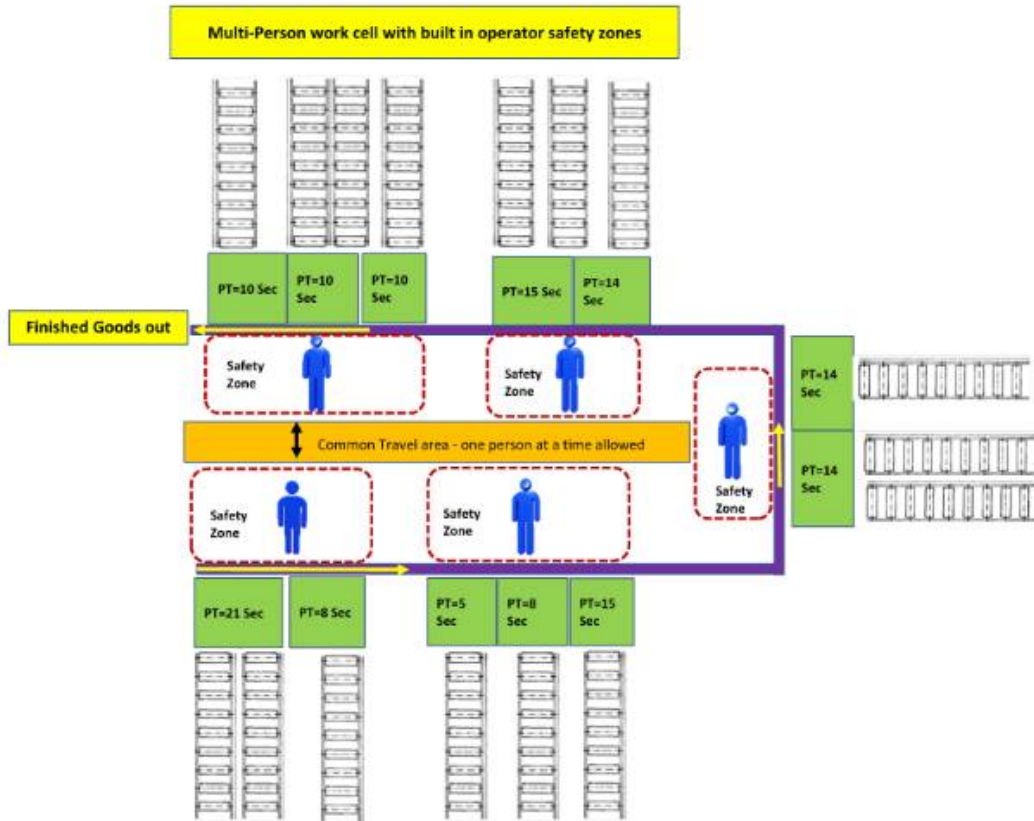 Multi-Person work cell with built in operator safety zones
PT=10 Sec
PT=10
Sec
PT=10
Sec
PT=15 Sec
PT=14
Sec
Finished Goods out
Safety
Zone
Safety
Zone
PT=14
Sec
Common Travel area - one person at a time allowed
PT=14
Sec
Safety
Zone
Safety
Zone
Safety
Zone
PT=21 Sec
PT=8 Sec
PT=5
Sec
PT=8
Sec
PT=15
Sec